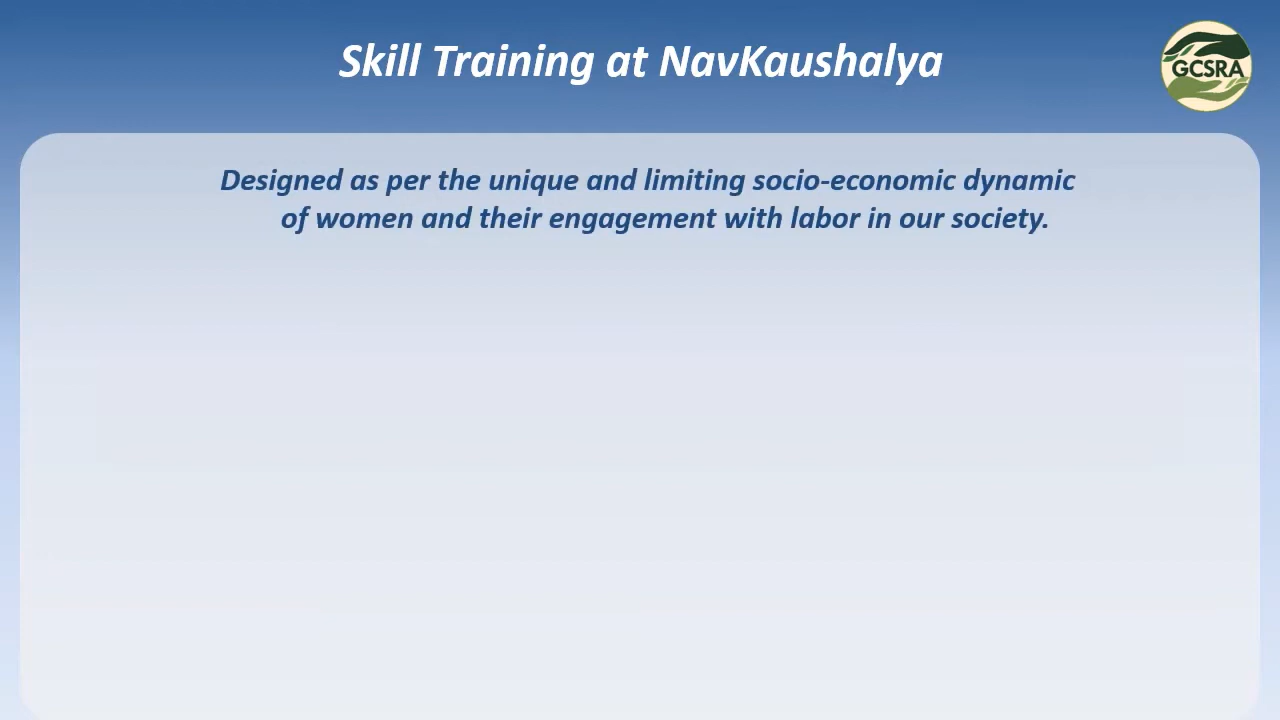 Skill Training at NavKaushalya
GCSRA
Designed as per the unique and limiting socio-economic dynamic
of women and their engagement with labor in our society.